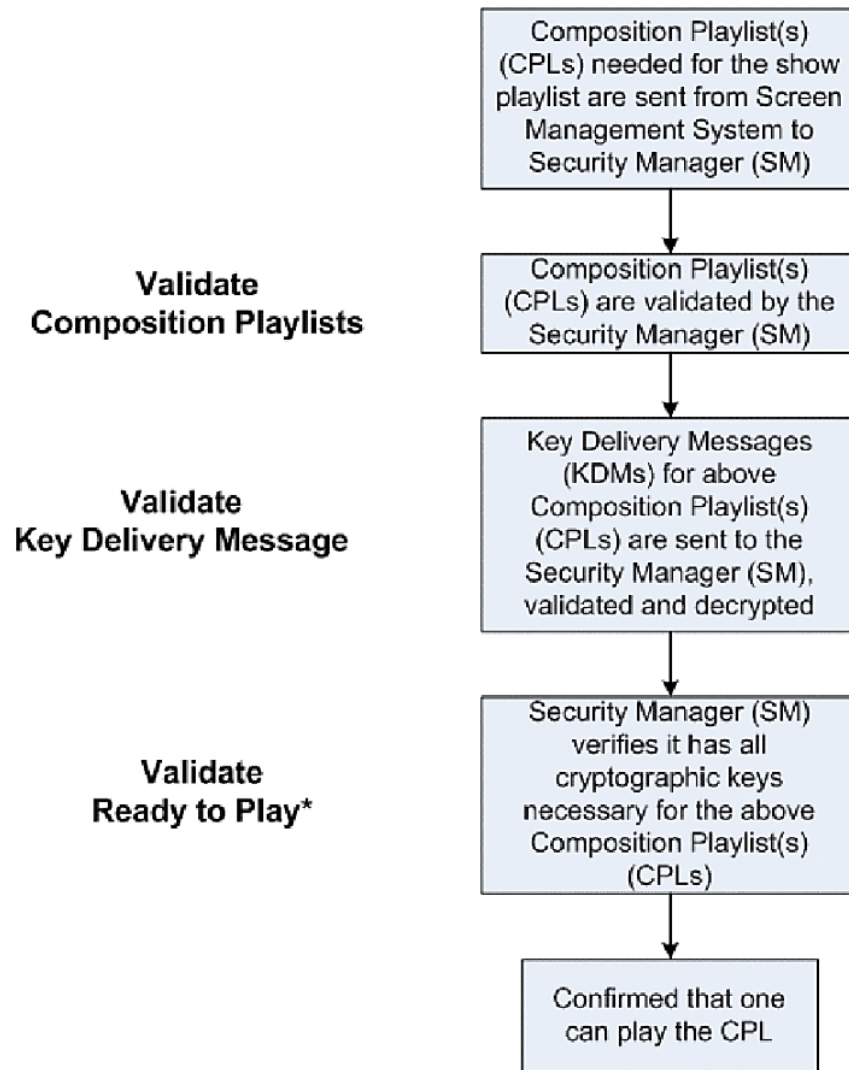 Composition Playlist(s)
(CPLs) needed for the show
playlist are sent from Screen
Management System to
Security Manager (SM)
Validate
Composition Playlists
Composition Playlist(s)
(CPLs) are validated by the
Security Manager (SM)
Validate
Key Delivery Message
Key Delivery Messages
(KDMs) for above
Composition Playlist(s)
(CPLs) are sent to the
Security Manager (SM),
validated and decrypted
Validate
Ready to Play*
Security Manager (SM)
verifies it has all
cryptographic keys
necessary for the above
Composition Playlist(s)
(CPLs)
Confirmed that one
can play the CPL